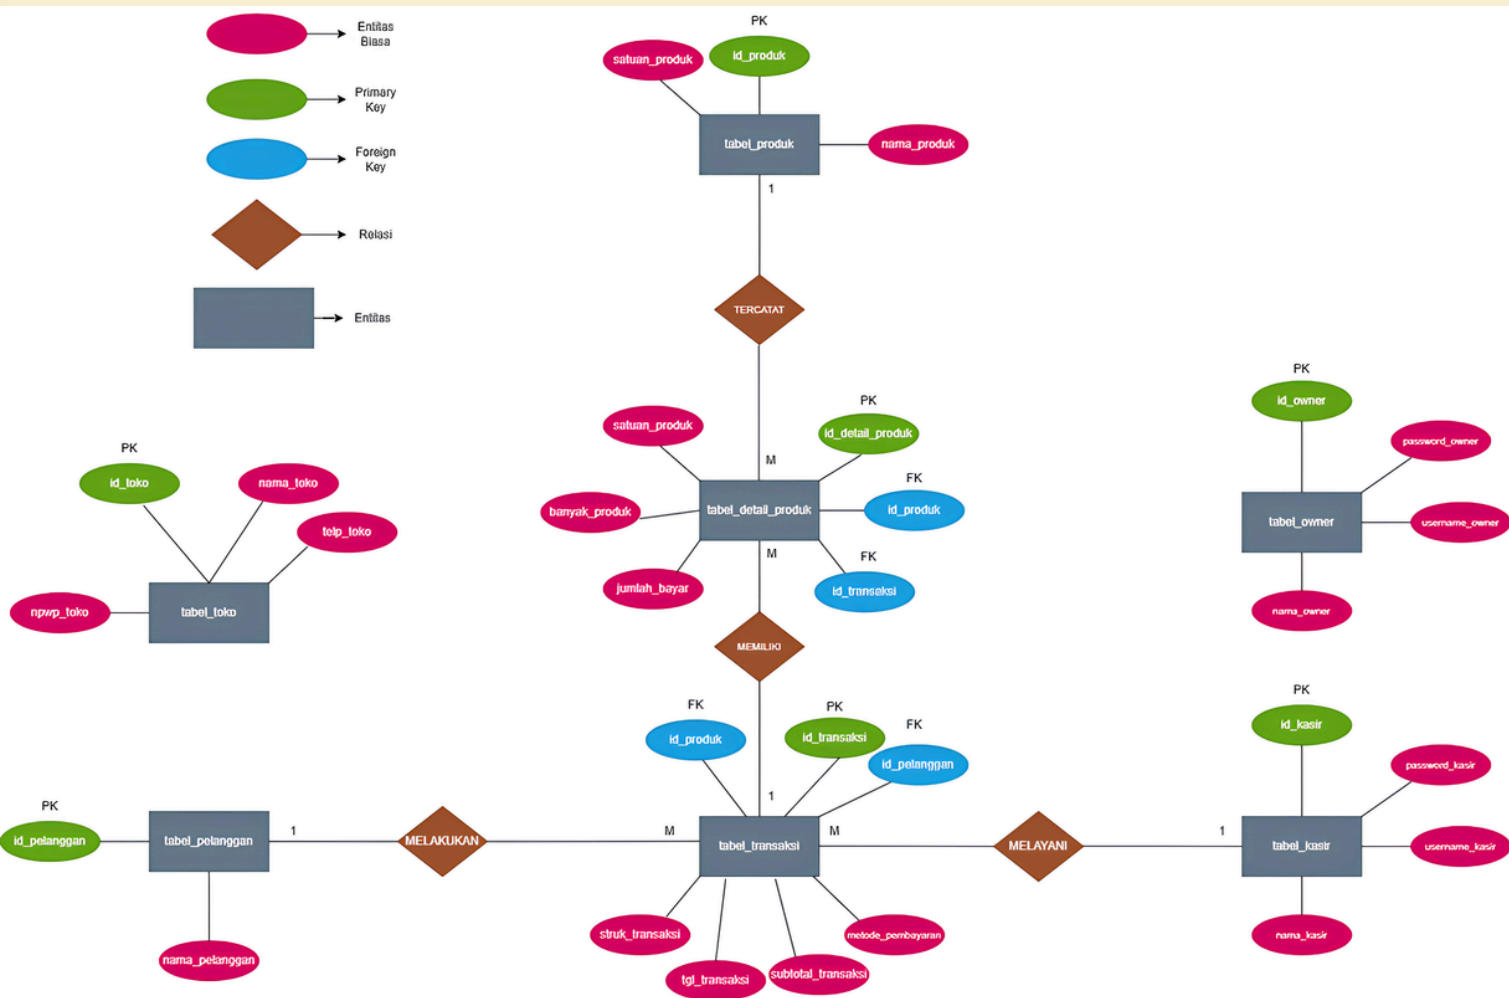 Entitas
Biasa
Primary
Key
Foreign
Key
Relasi
Entitas
PK
satuan_produk
id_produk
tabel_produk
nama_produk
1
TERCATAT
M
PK
satuan_produk
id_detail_produk
FK
banyak_produk
tabel_detail_produk
id_produk
M
FK
jumlah_bayar
id_transaksi
MEMILIKI
PK
id_toko
nama_toko
telp_toko
npwp_toko
tabel_toko
PK
id_owner
password_owner
tabel_owner
username_owner
nama_owner
FK
id_produk
PK
id_transaksi
FK
id_pelanggan
1
PK
id_pelanggan
tabel_pelanggan
1
MELAKUKAN
M
tabel_transaksi
M
MELAYANI
1
tabel_kasir
PK
id_kasir
password_kasir
username_kasir
nama_kasir
nama_pelanggan
struk_transaksi
tgl_transaksi
subtotal_transaksi
metode_pembayaran